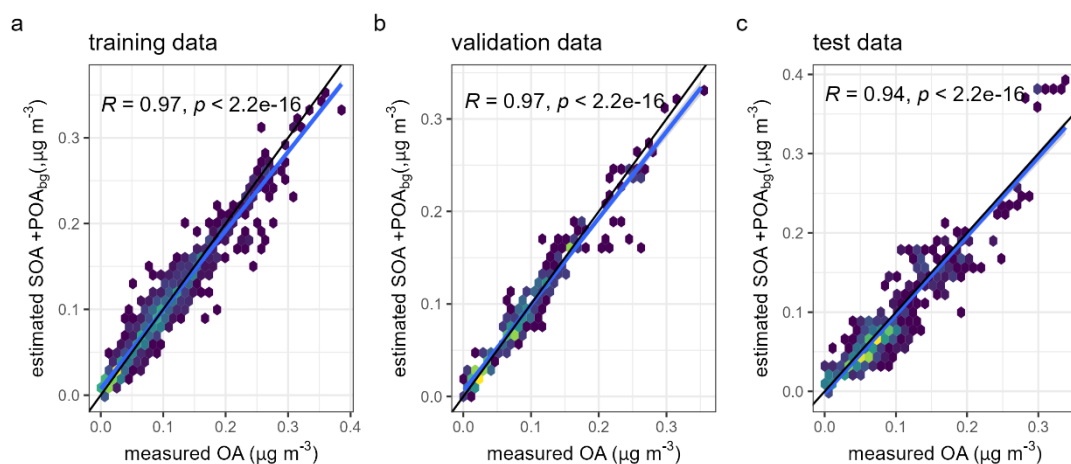 a
training data
R = 0.97, p < 2.2e-16
estimated SOA +POA_bg(,µg m⁻³)
0.3
0.2
0.1
0.0
0.0 0.1 0.2 0.3 0.4
measured OA (µg m⁻³)
b
validation data
R = 0.97, p < 2.2e-16
estimated SOA +POA_bg(,µg m⁻³)
0.3
0.2
0.1
0.0
0.0 0.1 0.2 0.3
measured OA (µg m⁻³)
c
test data
R = 0.94, p < 2.2e-16
estimated SOA +POA_bg(,µg m⁻³)
0.4
0.3
0.2
0.1
0.0
0.0 0.1 0.2 0.3
measured OA (µg m⁻³)